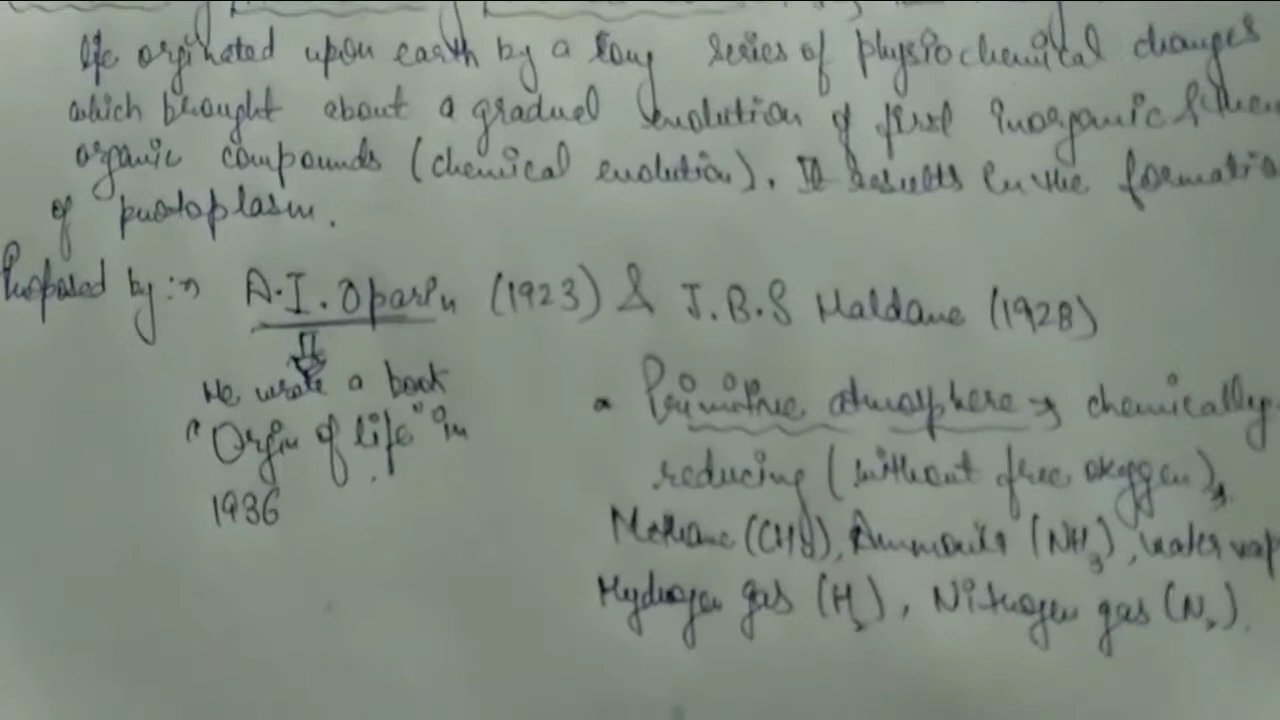 life orginated upon earth by a long series of physiochemical changes
which brought about a gradual evolution of first inorganic & then
organic compounds (chemical evolution). It results in the formatio
of protoplasm.
Proposed by:→ A.I. Oparin (1923) & J.B.S Haldane (1928)
He wrote a book
"Orgin of life" in
1936
Primitive atmosphere → chemically
reducing (without free oxygen),
Methane (CH4), Ammonia (NH3), water vap
Hydrogen gas (H2), Nitrogen gas (N2).